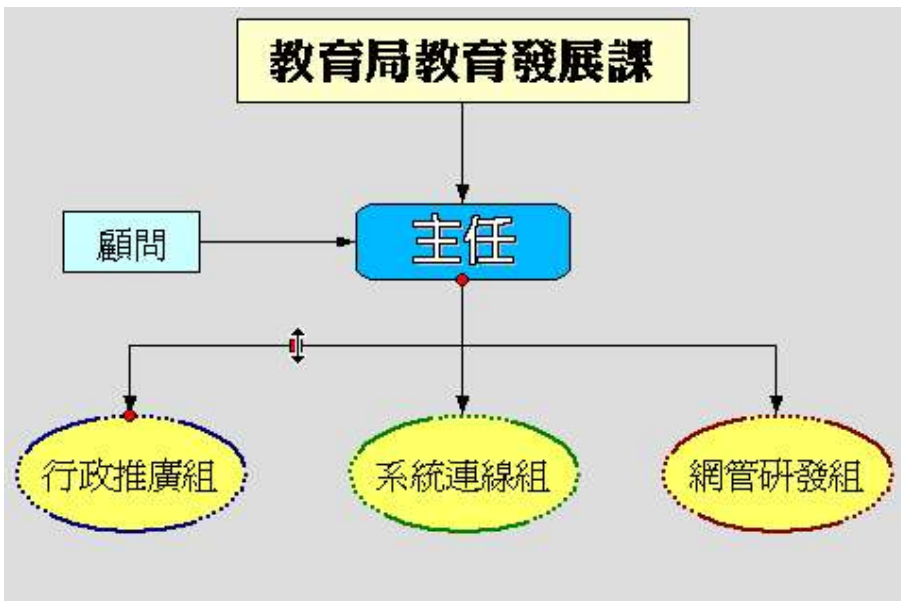 教育局教育發展課
顧問
主任
行政推廣組
系統連線組
網管研發組